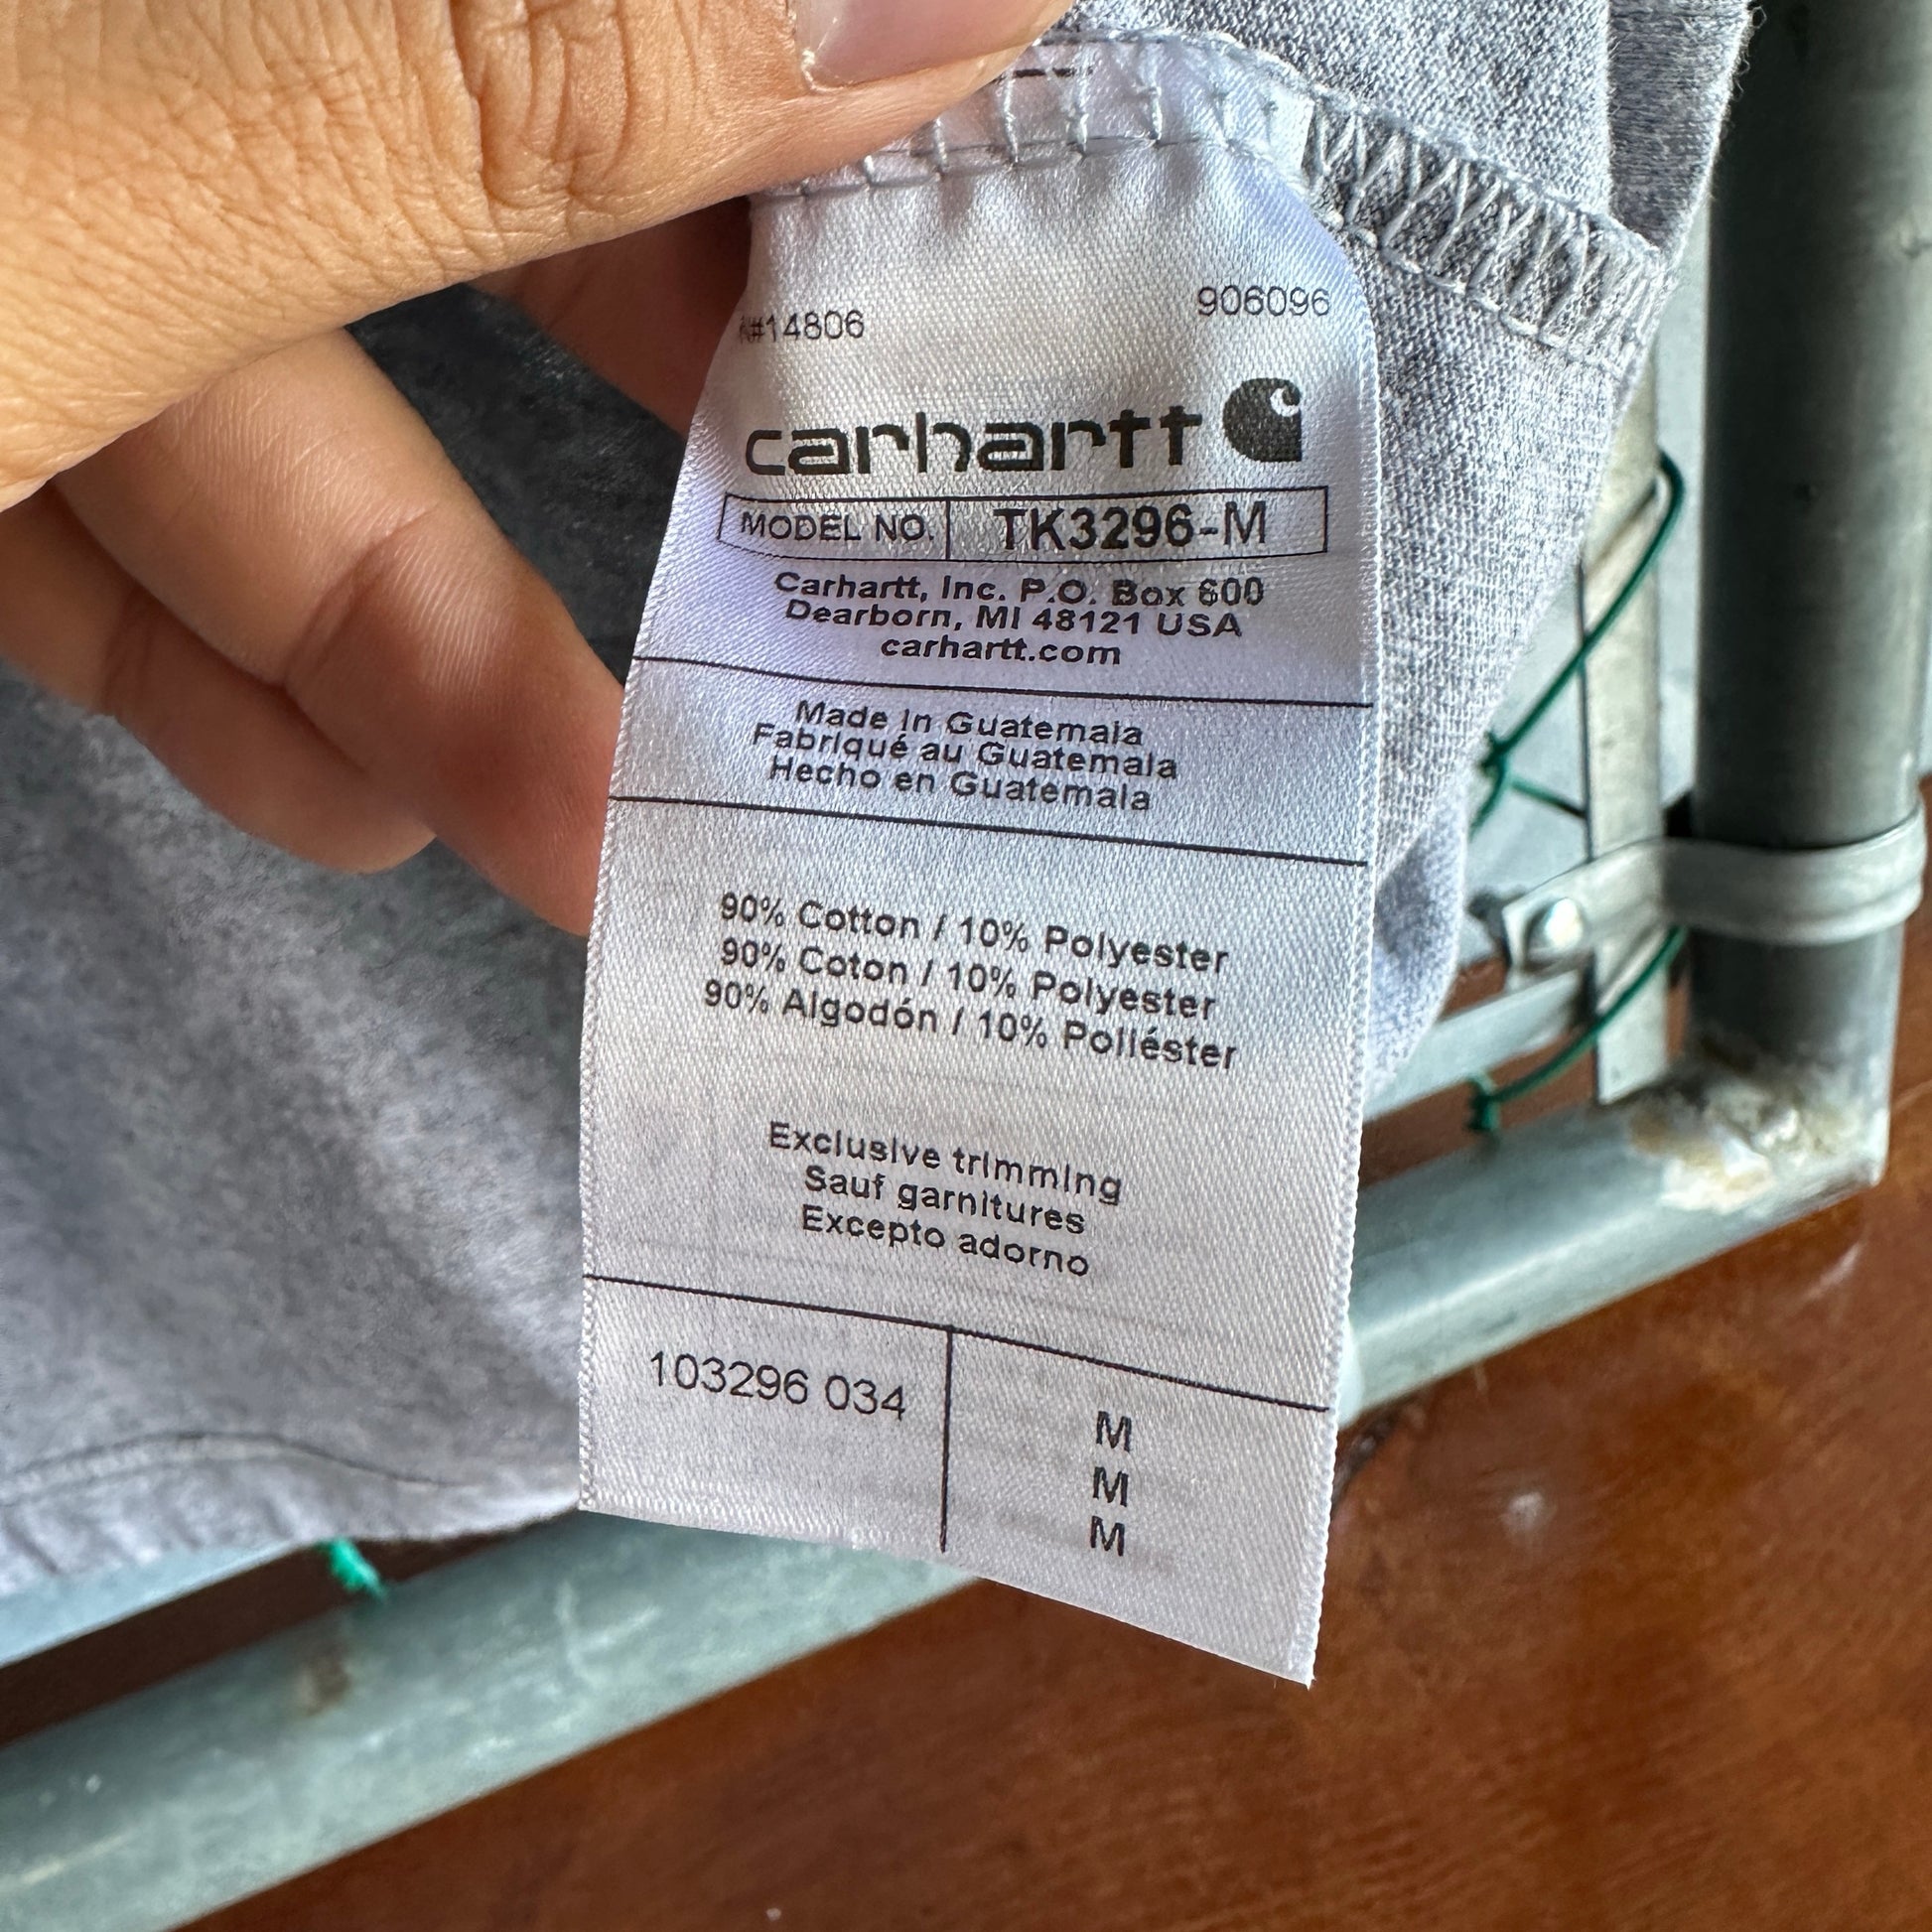 #14806
906096
carhartt
MODEL NO. TK3296-M
Carhartt, Inc. P.O. Box 600
Dearborn, MI 48121 USA
carhartt.com
Made in Guatemala
Fabriqué au Guatemala
Hecho en Guatemala
90% Cotton / 10% Polyester
90% Coton / 10% Polyester
90% Algodón / 10% Poliéster
Exclusive trimming
Sauf garnitures
Excepto adorno
103296 034
M
M
M